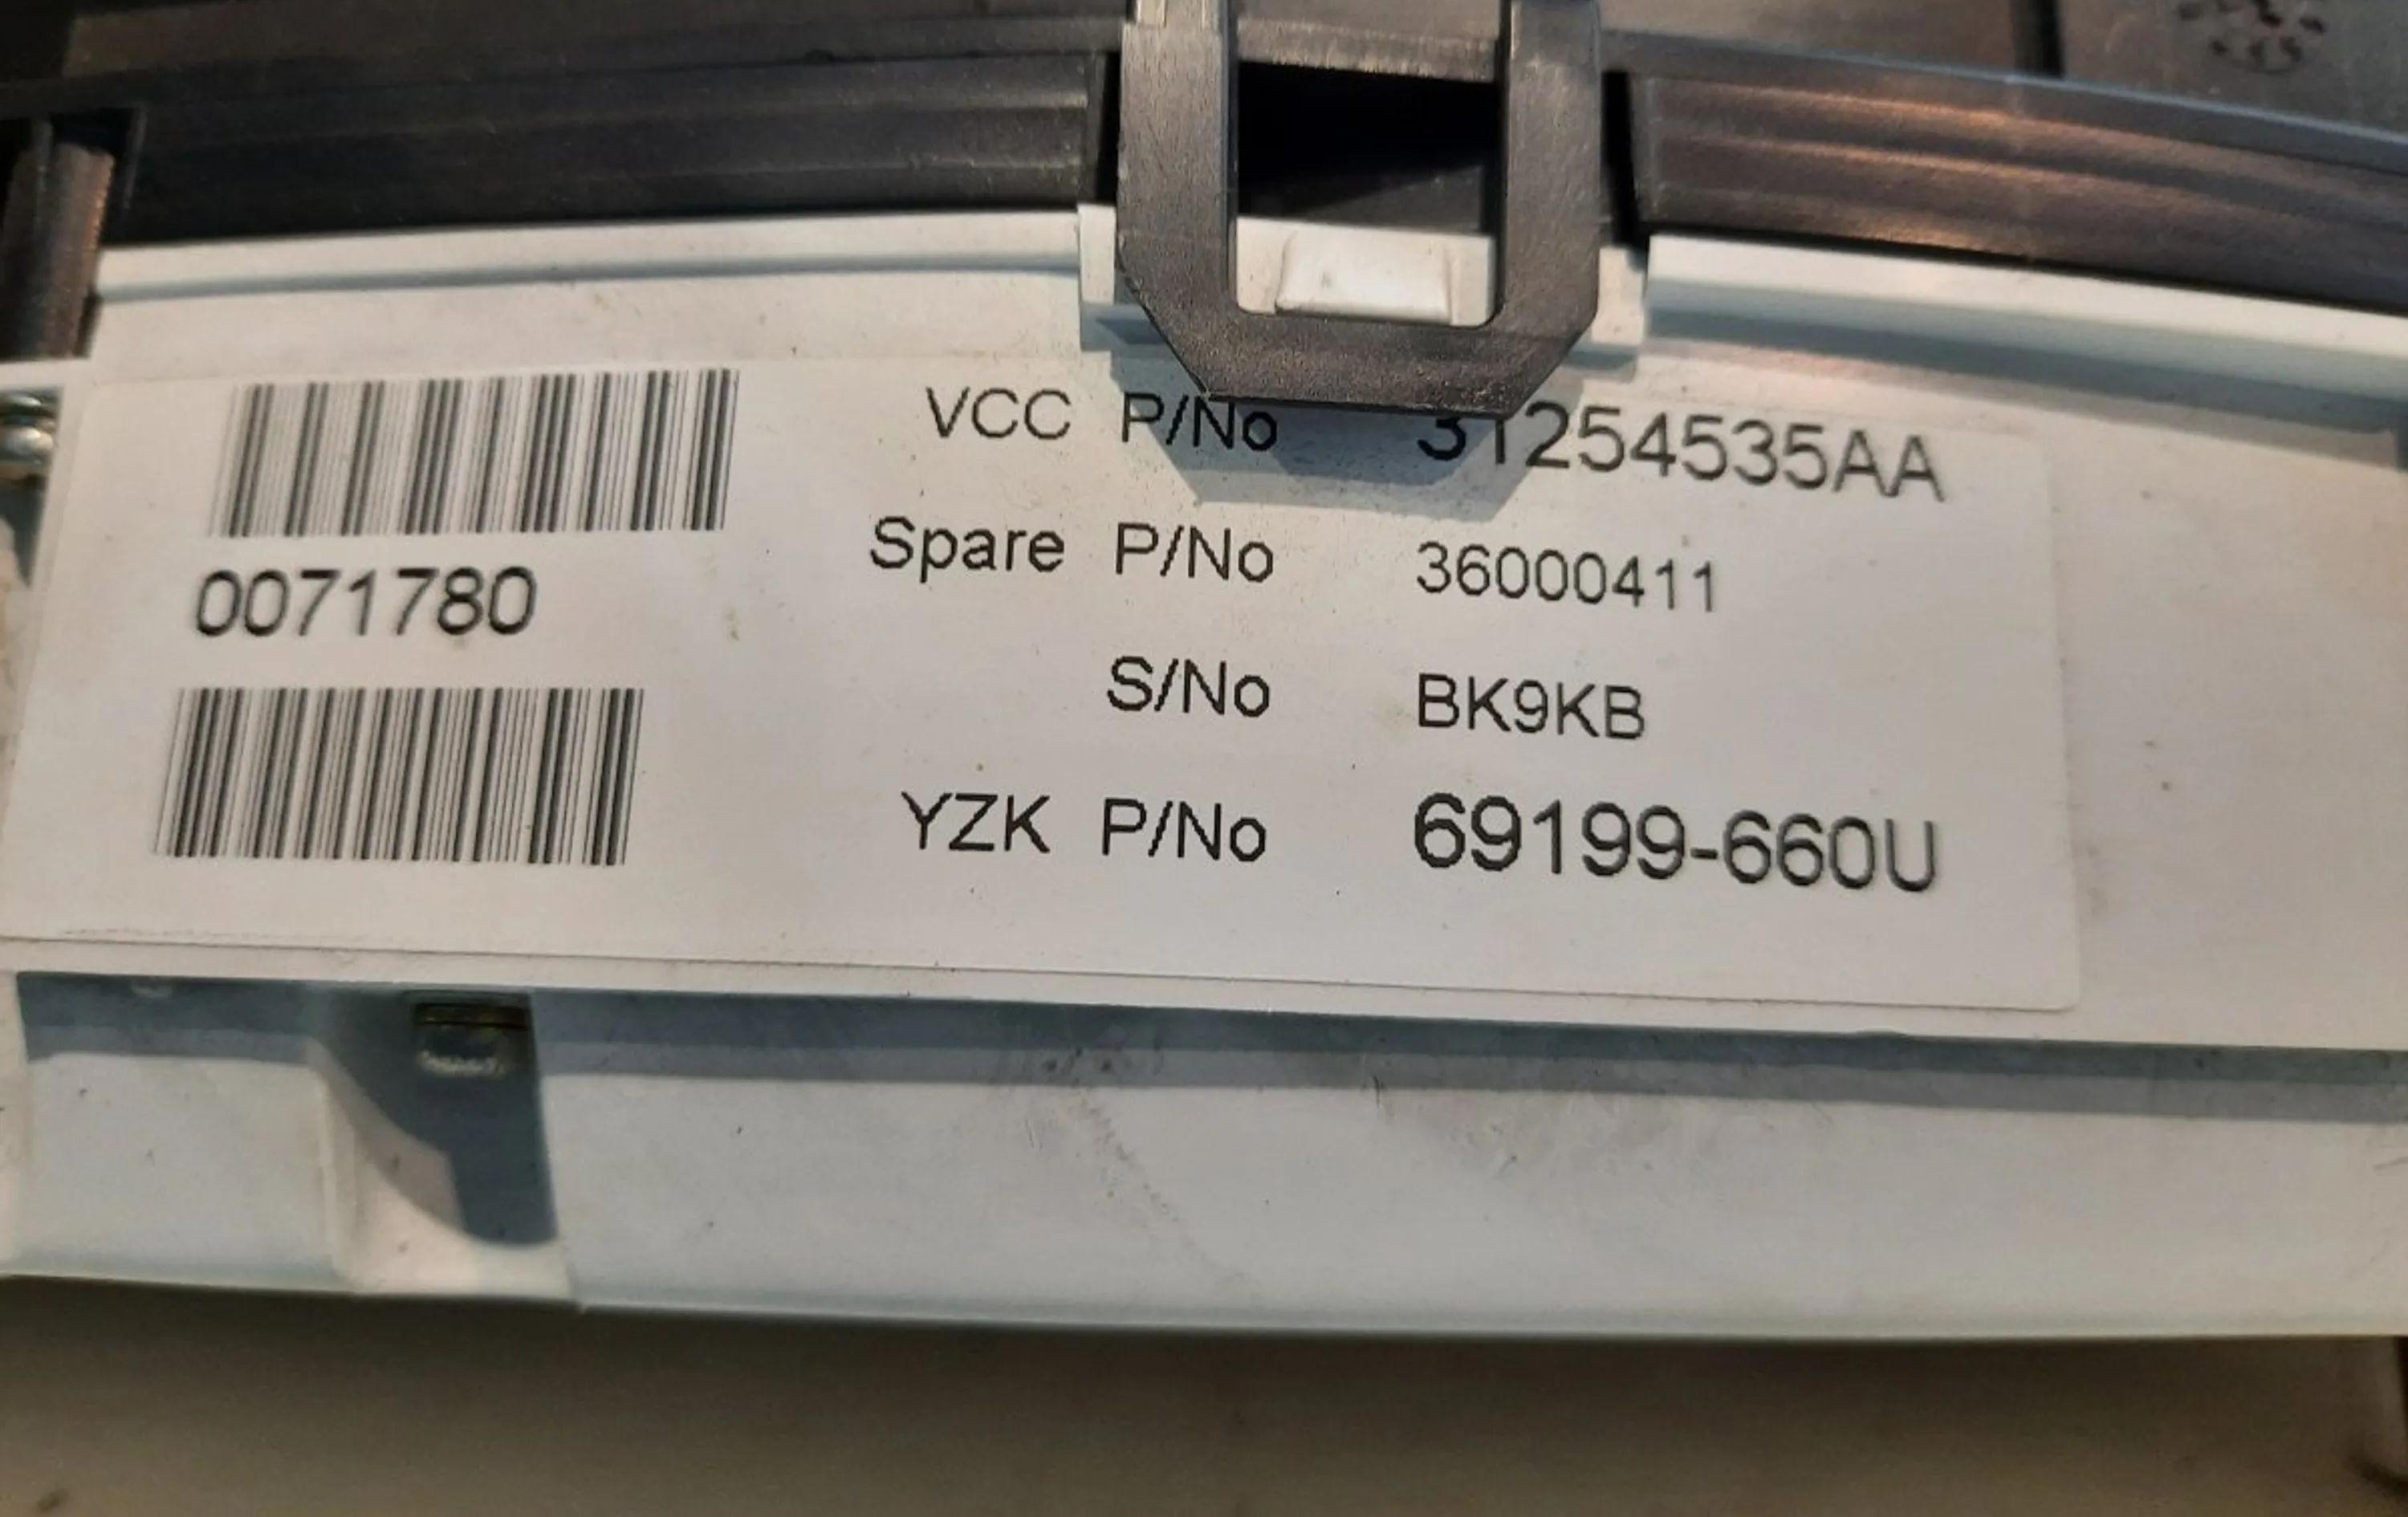 VCC P/No 31254535AA
0071780
Spare P/No 36000411
S/No BK9KB
YZK P/No 69199-660U